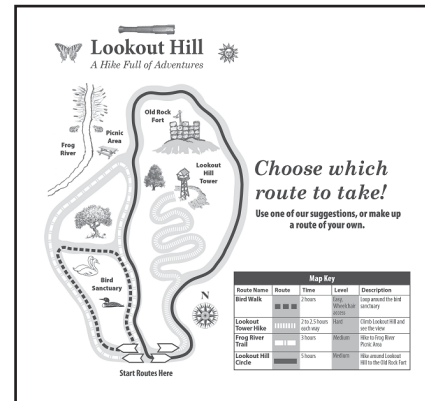 Lookout Hill
A Hike Full of Adventures
Old Rock
Fort
Picnic
Area
Frog
River
Lookout
Hill
Tower
Bird
Sanctuary
N
Start Routes Here
Choose which
route to take!
Use one of our suggestions, or make up
a route of your own.
Map Key
Route Name Route Time Level Description
Bird Walk 2 hours Easy, Wheelchair access Loop around the bird sanctuary
Lookout Tower Hike 2 to 2.5 hours each way Hard Climb Lookout Hill and see the view
Frog River Trail 3 hours Medium Hike to Frog River Picnic Area
Lookout Hill Circle 5 hours Medium Hike around Lookout Hill to the Old Rock Fort